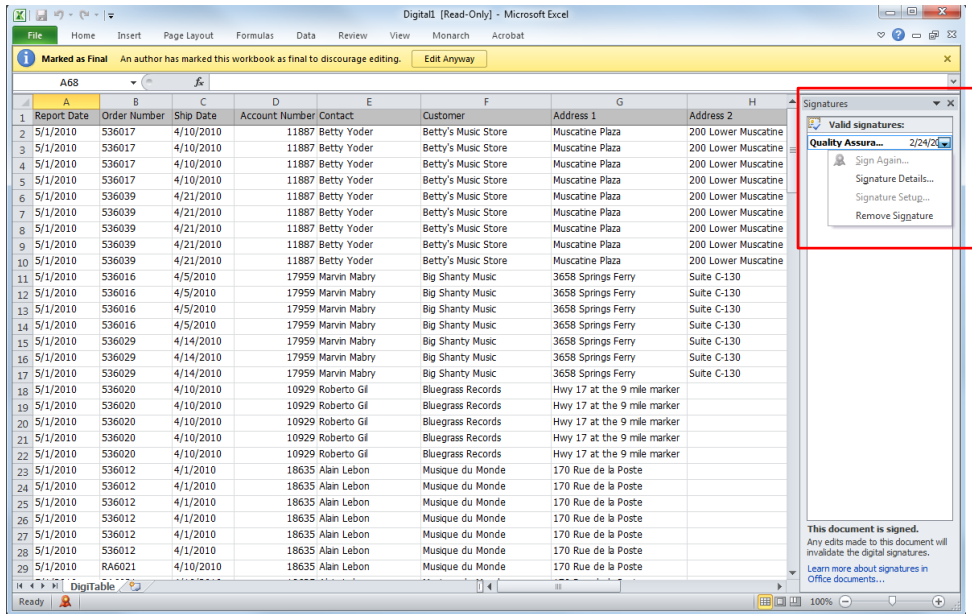 Digital1 [Read-Only] - Microsoft Excel
File Home Insert Page Layout Formulas Data Review View Monarch Acrobat
Marked as Final An author has marked this workbook as final to discourage editing. Edit Anyway
A68 fx
A B C D E F G H
1 Report Date Order Number Ship Date Account Number Contact Customer Address 1 Address 2
2 5/1/2010 536017 4/10/2010 11887 Betty Yoder Betty's Music Store Muscatine Plaza 200 Lower Muscatine
3 5/1/2010 536017 4/10/2010 11887 Betty Yoder Betty's Music Store Muscatine Plaza 200 Lower Muscatine
4 5/1/2010 536017 4/10/2010 11887 Betty Yoder Betty's Music Store Muscatine Plaza 200 Lower Muscatine
5 5/1/2010 536017 4/10/2010 11887 Betty Yoder Betty's Music Store Muscatine Plaza 200 Lower Muscatine
6 5/1/2010 536039 4/21/2010 11887 Betty Yoder Betty's Music Store Muscatine Plaza 200 Lower Muscatine
7 5/1/2010 536039 4/21/2010 11887 Betty Yoder Betty's Music Store Muscatine Plaza 200 Lower Muscatine
8 5/1/2010 536039 4/21/2010 11887 Betty Yoder Betty's Music Store Muscatine Plaza 200 Lower Muscatine
9 5/1/2010 536039 4/21/2010 11887 Betty Yoder Betty's Music Store Muscatine Plaza 200 Lower Muscatine
10 5/1/2010 536039 4/21/2010 11887 Betty Yoder Betty's Music Store Muscatine Plaza 200 Lower Muscatine
11 5/1/2010 536016 4/5/2010 17959 Marvin Mabry Big Shanty Music 3658 Springs Ferry Suite C-130
12 5/1/2010 536016 4/5/2010 17959 Marvin Mabry Big Shanty Music 3658 Springs Ferry Suite C-130
13 5/1/2010 536016 4/5/2010 17959 Marvin Mabry Big Shanty Music 3658 Springs Ferry Suite C-130
14 5/1/2010 536016 4/5/2010 17959 Marvin Mabry Big Shanty Music 3658 Springs Ferry Suite C-130
15 5/1/2010 536029 4/14/2010 17959 Marvin Mabry Big Shanty Music 3658 Springs Ferry Suite C-130
16 5/1/2010 536029 4/14/2010 17959 Marvin Mabry Big Shanty Music 3658 Springs Ferry Suite C-130
17 5/1/2010 536029 4/14/2010 17959 Marvin Mabry Big Shanty Music 3658 Springs Ferry Suite C-130
18 5/1/2010 536020 4/10/2010 10929 Roberto Gil Bluegrass Records Hwy 17 at the 9 mile marker
19 5/1/2010 536020 4/10/2010 10929 Roberto Gil Bluegrass Records Hwy 17 at the 9 mile marker
20 5/1/2010 536020 4/10/2010 10929 Roberto Gil Bluegrass Records Hwy 17 at the 9 mile marker
21 5/1/2010 536020 4/10/2010 10929 Roberto Gil Bluegrass Records Hwy 17 at the 9 mile marker
22 5/1/2010 536020 4/10/2010 10929 Roberto Gil Bluegrass Records Hwy 17 at the 9 mile marker
23 5/1/2010 536012 4/1/2010 18635 Alain Lebon Musique du Monde 170 Rue de la Poste
24 5/1/2010 536012 4/1/2010 18635 Alain Lebon Musique du Monde 170 Rue de la Poste
25 5/1/2010 536012 4/1/2010 18635 Alain Lebon Musique du Monde 170 Rue de la Poste
26 5/1/2010 536012 4/1/2010 18635 Alain Lebon Musique du Monde 170 Rue de la Poste
27 5/1/2010 536012 4/1/2010 18635 Alain Lebon Musique du Monde 170 Rue de la Poste
28 5/1/2010 536012 4/1/2010 18635 Alain Lebon Musique du Monde 170 Rue de la Poste
29 5/1/2010 RA6021 4/10/2010 18635 Alain Lebon Musique du Monde 170 Rue de la Poste
DigiTable
Ready 100%
Signatures
Valid signatures:
Quality Assura... 2/24/20
Sign Again...
Signature Details...
Signature Setup...
Remove Signature
This document is signed.
Any edits made to this document will
invalidate the digital signatures.
Learn more about signatures in
Office documents...